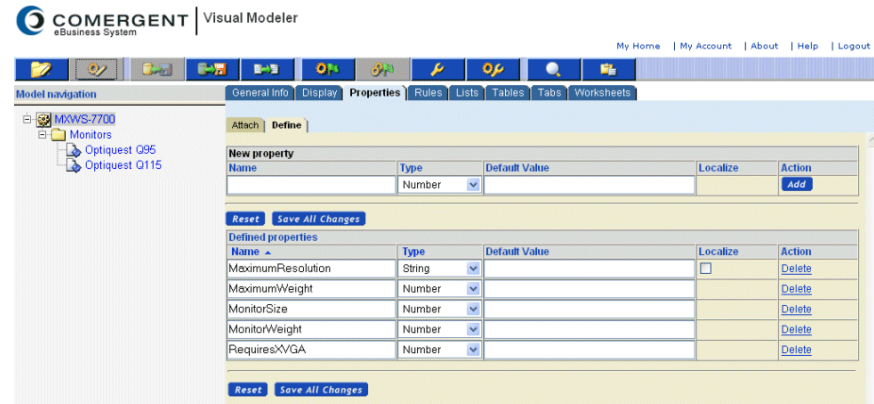 COMERGENT Visual Modeler
eBusiness System
My Home | My Account | About | Help | Logout
Model navigation
General Info Display Properties Rules Lists Tables Tabs Worksheets
MXWS-7700
Monitors
Optiquest Q95
Optiquest Q115
Attach Define
New property
Name Type Default Value Localize Action
Number Add
Reset Save All Changes
Defined properties
Name Type Default Value Localize Action
MaximumResolution String Delete
MaximumWeight Number Delete
MonitorSize Number Delete
MonitorWeight Number Delete
RequiresXVGA Number Delete
Reset Save All Changes